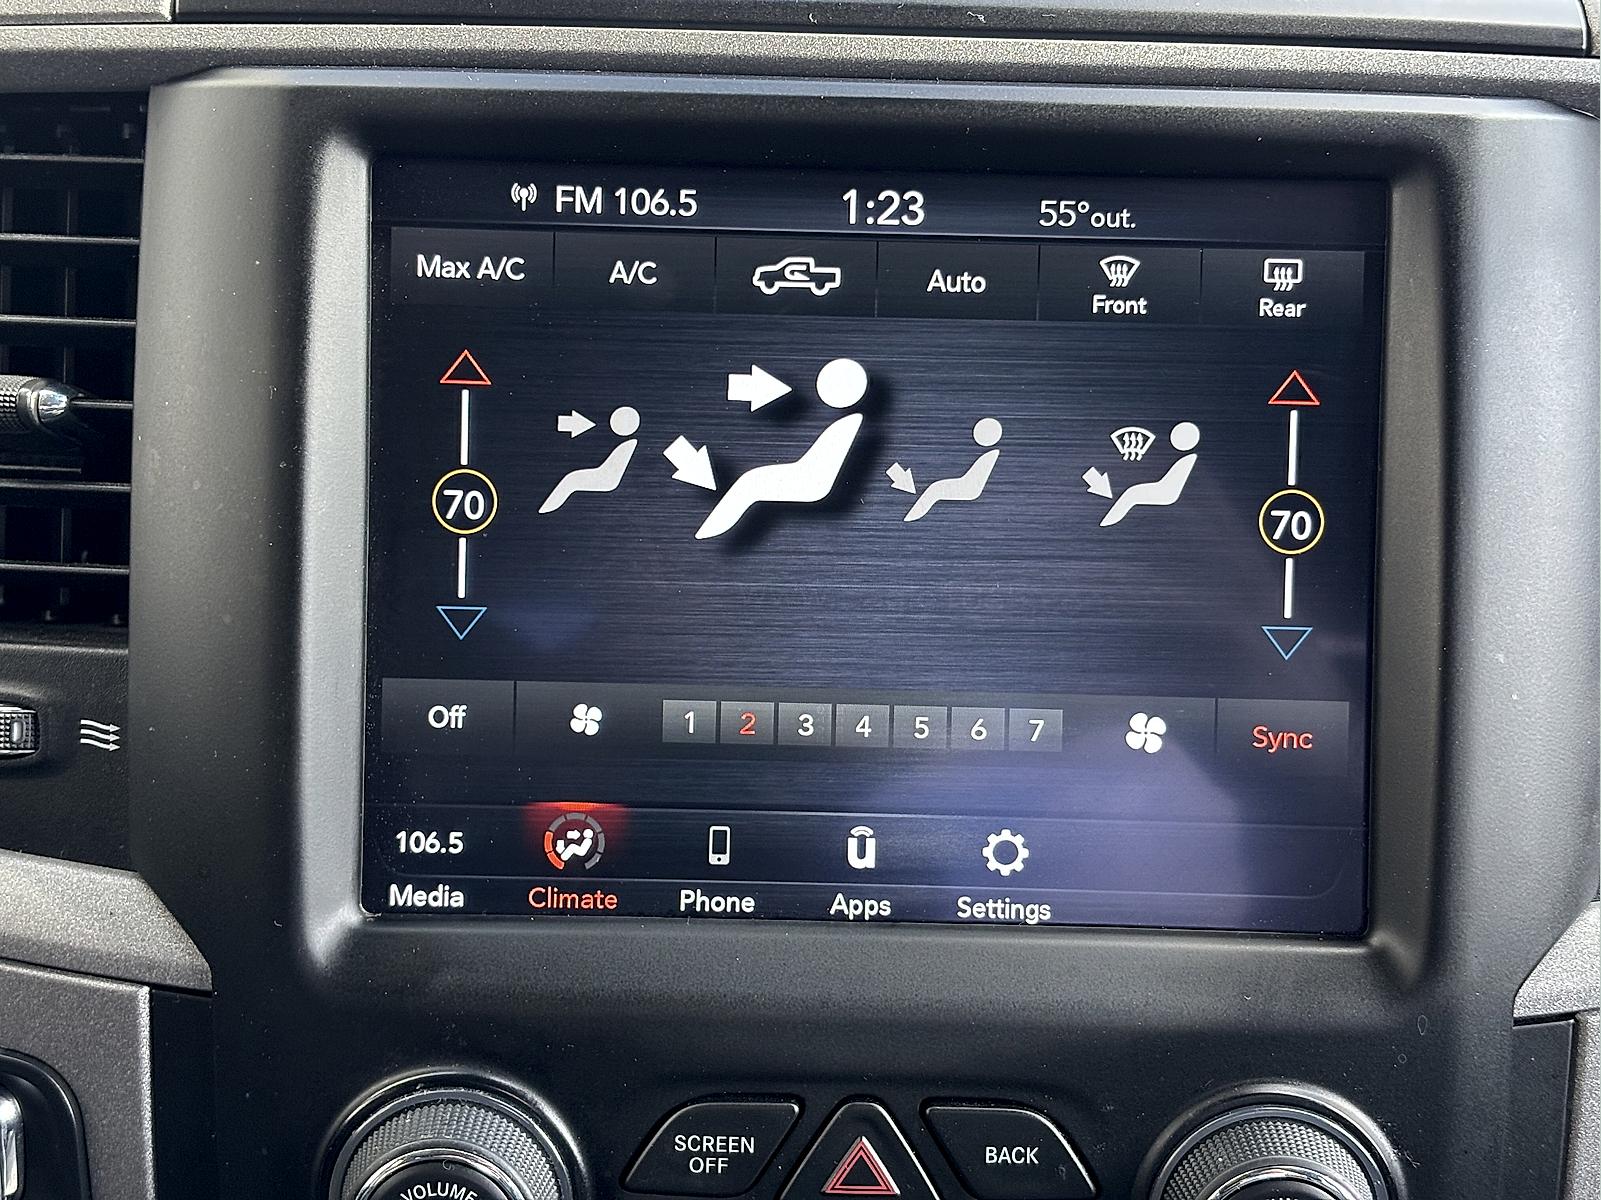 FM 106.5 1:23 55° out.
Max A/C A/C Auto Front Rear
70 70
Off 1 2 3 4 5 6 7 Sync
106.5
Media Climate Phone Apps Settings
SCREEN
OFF
BACK
VOLUME